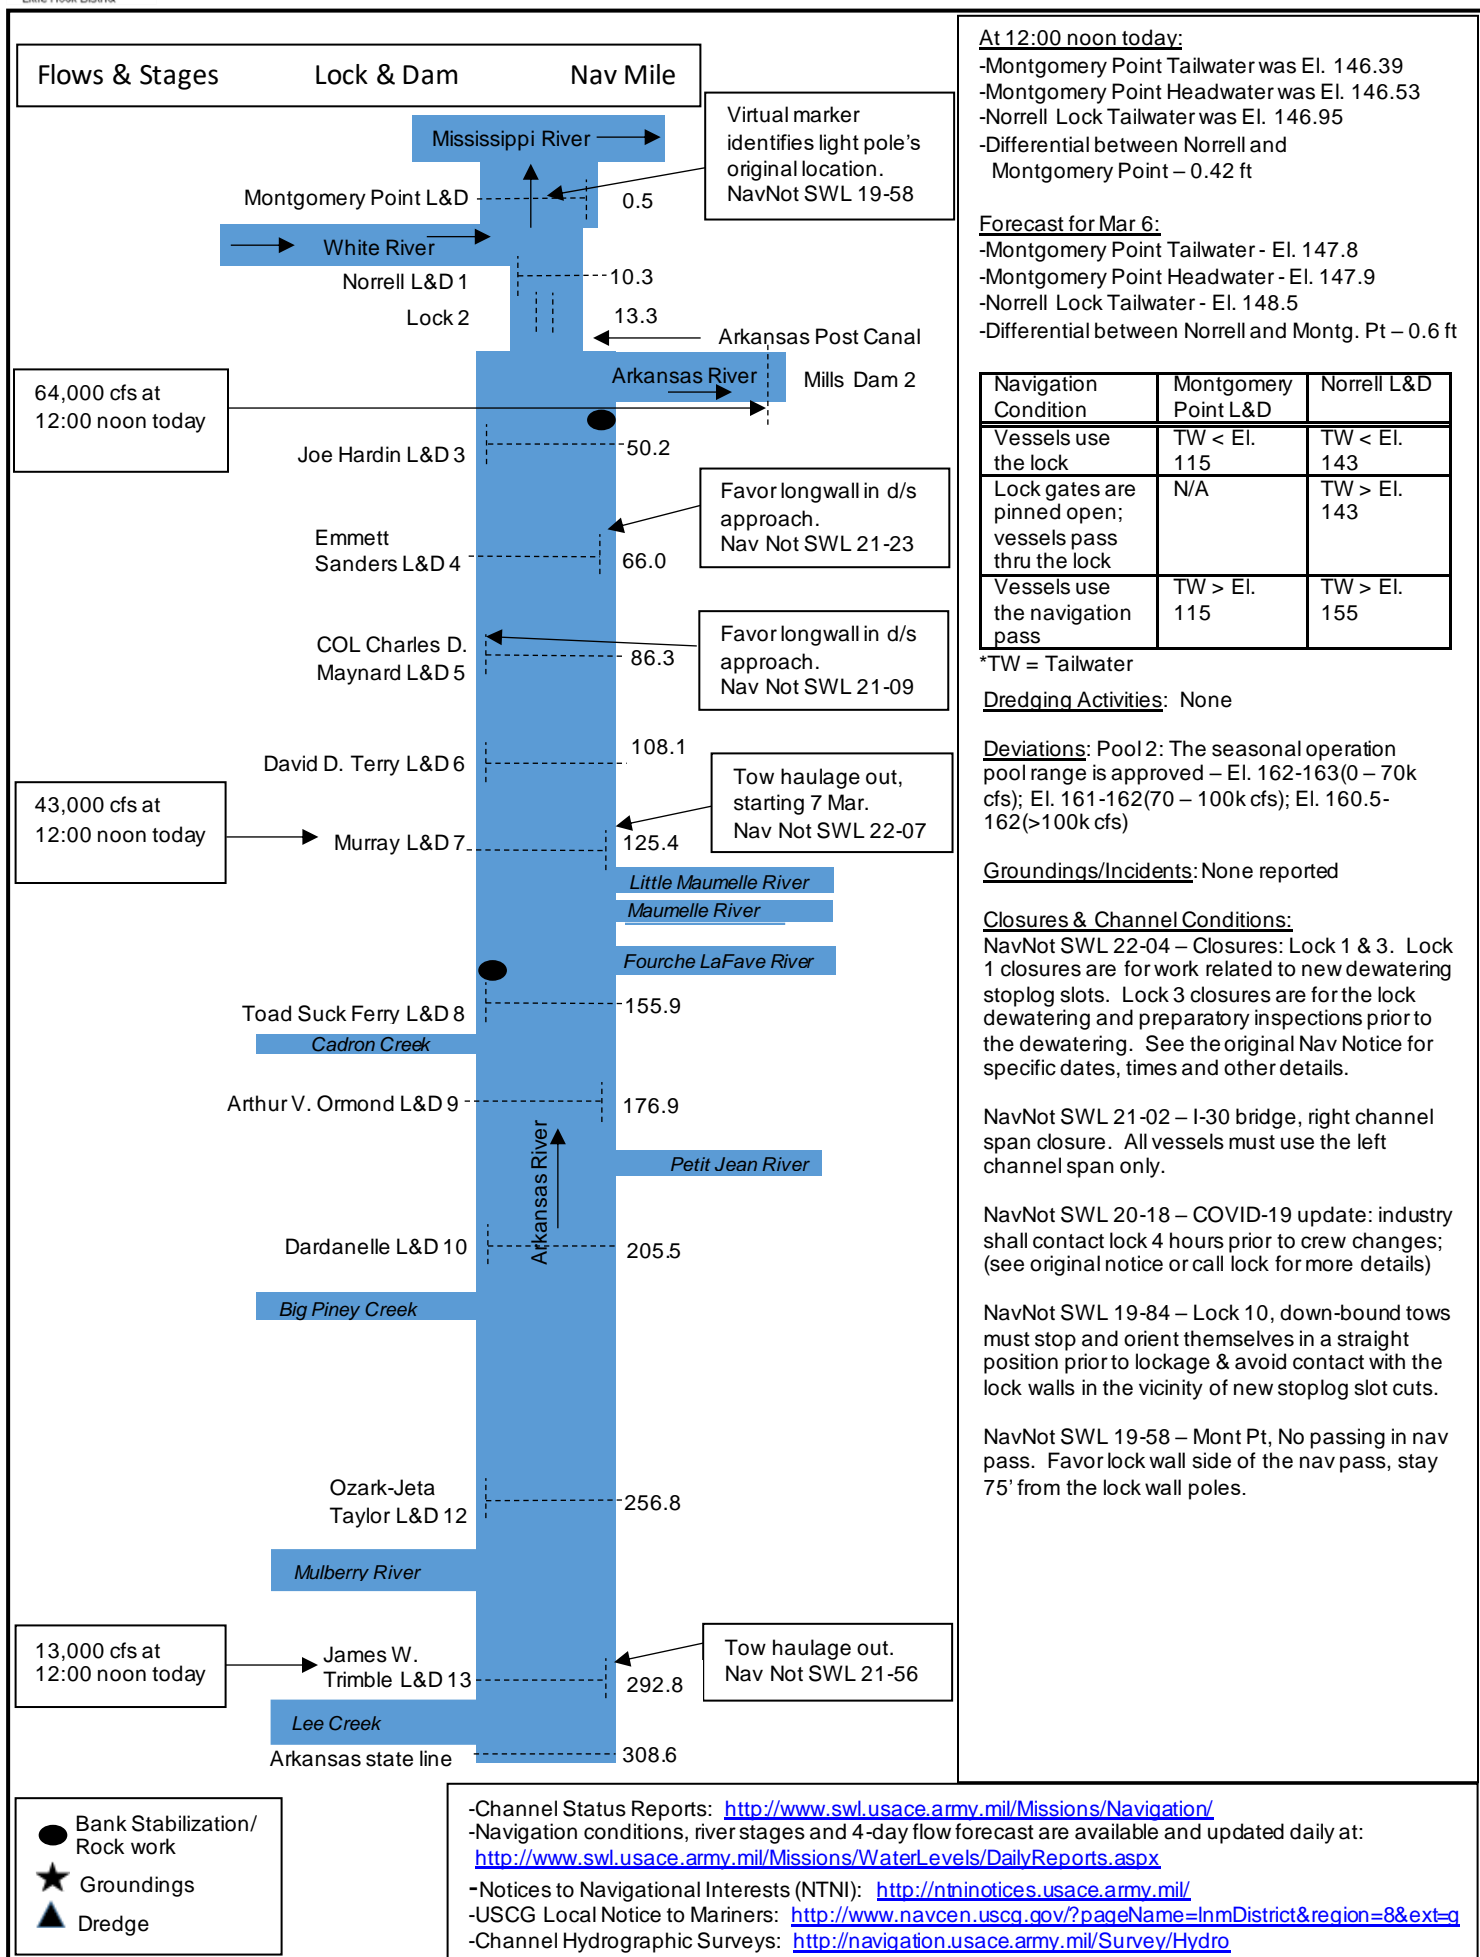 Little Rock District
Flows & Stages
Lock & Dam
Nav Mile
Mississippi River
Virtual marker
identifies light pole's
original location.
NavNot SWL 19-58
Montgomery Point L&D
0.5
White River
Norrell L&D 1
10.3
Lock 2
13.3
Arkansas Post Canal
Arkansas River
Mills Dam 2
64,000 cfs at
12:00 noon today
Joe Hardin L&D 3
50.2
Favor longwall in d/s
approach.
Nav Not SWL 21-23
Emmett
Sanders L&D 4
66.0
Favor longwall in d/s
approach.
Nav Not SWL 21-09
COL Charles D.
Maynard L&D 5
86.3
David D. Terry L&D 6
108.1
Tow haulage out,
starting 7 Mar.
Nav Not SWL 22-07
43,000 cfs at
12:00 noon today
Murray L&D 7
125.4
Little Maumelle River
Maumelle River
Fourche LaFave River
Toad Suck Ferry L&D 8
155.9
Cadron Creek
Arthur V. Ormond L&D 9
176.9
Arkansas River
Petit Jean River
Dardanelle L&D 10
205.5
Big Piney Creek
Ozark-Jeta
Taylor L&D 12
256.8
Mulberry River
13,000 cfs at
12:00 noon today
James W.
Trimble L&D 13
292.8
Tow haulage out.
Nav Not SWL 21-56
Lee Creek
Arkansas state line
308.6
At 12:00 noon today:
-Montgomery Point Tailwater was El. 146.39
-Montgomery Point Headwater was El. 146.53
-Norrell Lock Tailwater was El. 146.95
-Differential between Norrell and
Montgomery Point – 0.42 ft
Forecast for Mar 6:
-Montgomery Point Tailwater - El. 147.8
-Montgomery Point Headwater - El. 147.9
-Norrell Lock Tailwater - El. 148.5
-Differential between Norrell and Montg. Pt – 0.6 ft
Navigation
Condition
Montgomery
Point L&D
Norrell L&D
Vessels use
the lock
TW < El.
115
TW < El.
143
Lock gates are
pinned open;
vessels pass
thru the lock
N/A
TW > El.
143
Vessels use
the navigation
pass
TW > El.
115
TW > El.
155
*TW = Tailwater
Dredging Activities: None
Deviations: Pool 2: The seasonal operation
pool range is approved – El. 162-163(0 – 70k
cfs); El. 161-162(70 – 100k cfs); El. 160.5-
162(>100k cfs)
Groundings/Incidents: None reported
Closures & Channel Conditions:
NavNot SWL 22-04 – Closures: Lock 1 & 3. Lock
1 closures are for work related to new dewatering
stoplog slots. Lock 3 closures are for the lock
dewatering and preparatory inspections prior to
the dewatering. See the original Nav Notice for
specific dates, times and other details.
NavNot SWL 21-02 – I-30 bridge, right channel
span closure. All vessels must use the left
channel span only.
NavNot SWL 20-18 – COVID-19 update: industry
shall contact lock 4 hours prior to crew changes;
(see original notice or call lock for more details)
NavNot SWL 19-84 – Lock 10, down-bound tows
must stop and orient themselves in a straight
position prior to lockage & avoid contact with the
lock walls in the vicinity of new stoplog slot cuts.
NavNot SWL 19-58 – Mont Pt, No passing in nav
pass. Favor lock wall side of the nav pass, stay
75' from the lock wall poles.
Bank Stabilization/
Rock work
Groundings
Dredge
-Channel Status Reports: http://www.swl.usace.army.mil/Missions/Navigation/
-Navigation conditions, river stages and 4-day flow forecast are available and updated daily at:
http://www.swl.usace.army.mil/Missions/WaterLevels/DailyReports.aspx
-Notices to Navigational Interests (NTNI): http://ntninotices.usace.army.mil/
-USCG Local Notice to Mariners: http://www.navcen.uscg.gov/?pageName=lnmDistrict&region=8&ext=g
-Channel Hydrographic Surveys: http://navigation.usace.army.mil/Survey/Hydro